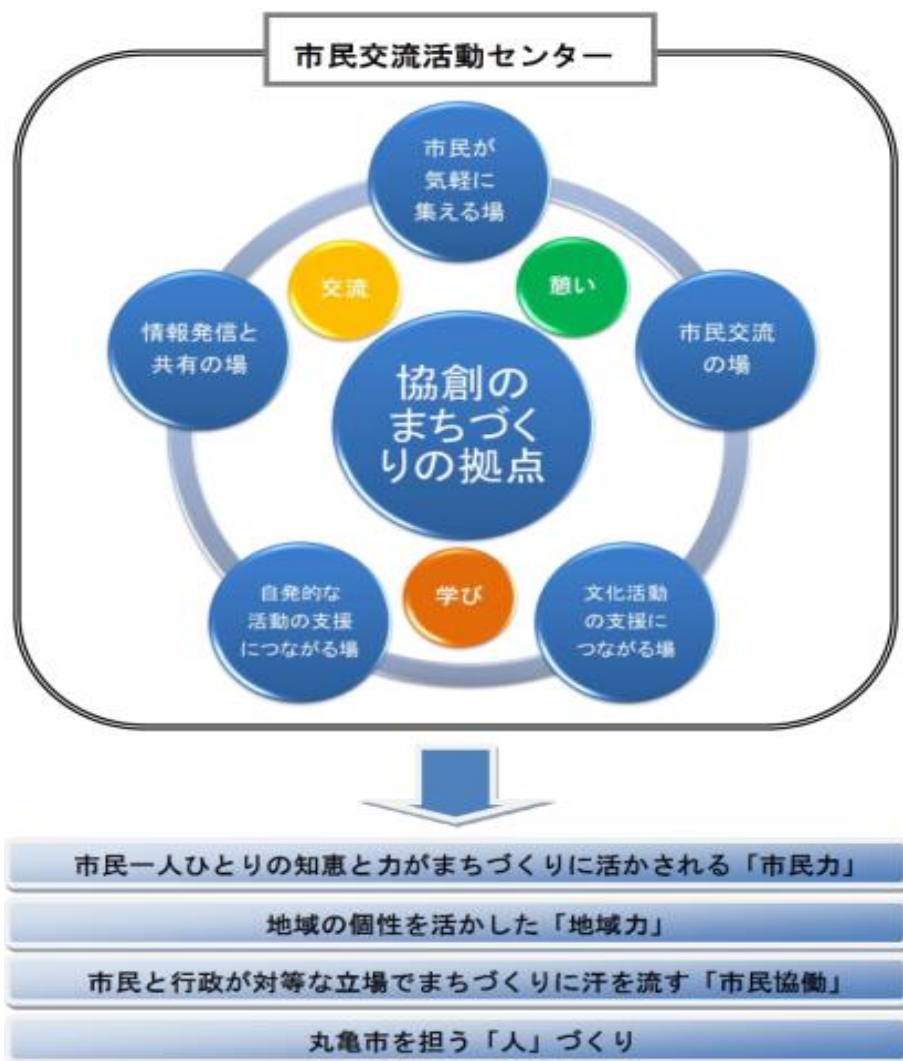 市民交流活動センター
市民が
気軽に
集える場
交流
憩い
情報発信と
共有の場
市民交流
の場
協創の
まちづく
りの拠点
自発的な
活動の支援
につながる場
学び
文化活動
の支援に
つながる場
市民一人ひとりの知恵と力がまちづくりに活かされる「市民力」
地域の個性を活かした「地域力」
市民と行政が対等な立場でまちづくりに汗を流す「市民協働」
丸亀市を担う「人」づくり